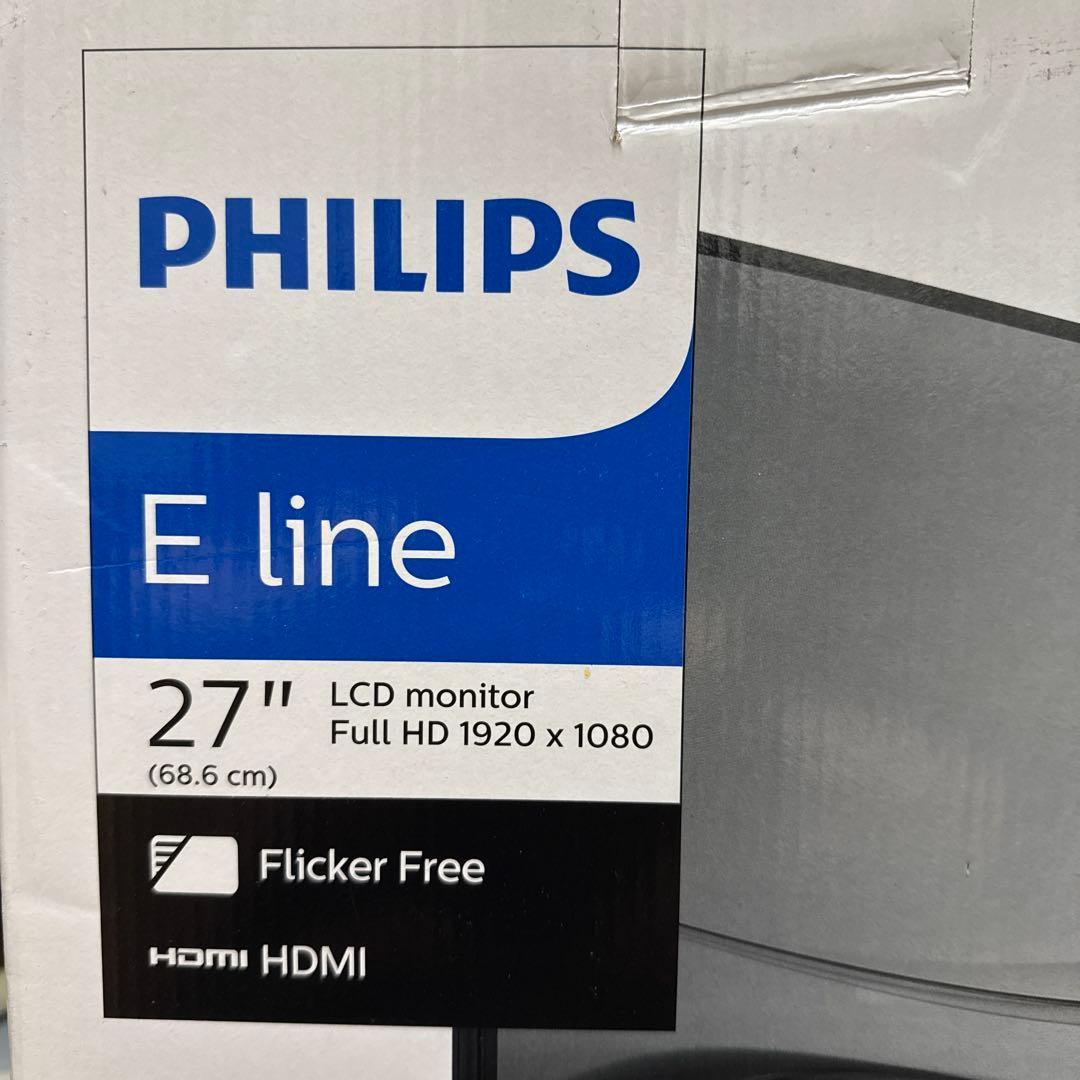 PHILIPS
E line
27"
LCD monitor
Full HD 1920 x 1080
(68.6 cm)
Flicker Free
HDMI HDMI